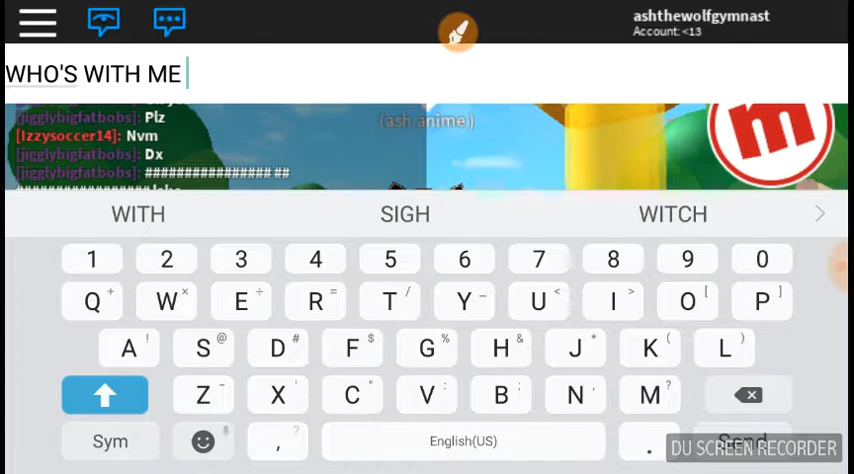 ashthewolfgymnast
Account: <13
WHO'S WITH ME
[jigglybigfatbobs]: Plz
(ash anime)
[Izzysoccer14]: Nvm
[jigglybigfatbobs]: Dx
[jigglybigfatbobs]: ################ ##
m
WITH SIGH WITCH
1 2 3 4 5 6 7 8 9 0
Q + W × E ÷ R = T / Y _ U < I > O [ P ]
A ! S @ D # F $ G % H & J * K ( L )
Z - X ' C " V : B ; N , M ?
Sym , ? English(US) . Send
DU SCREEN RECORDER